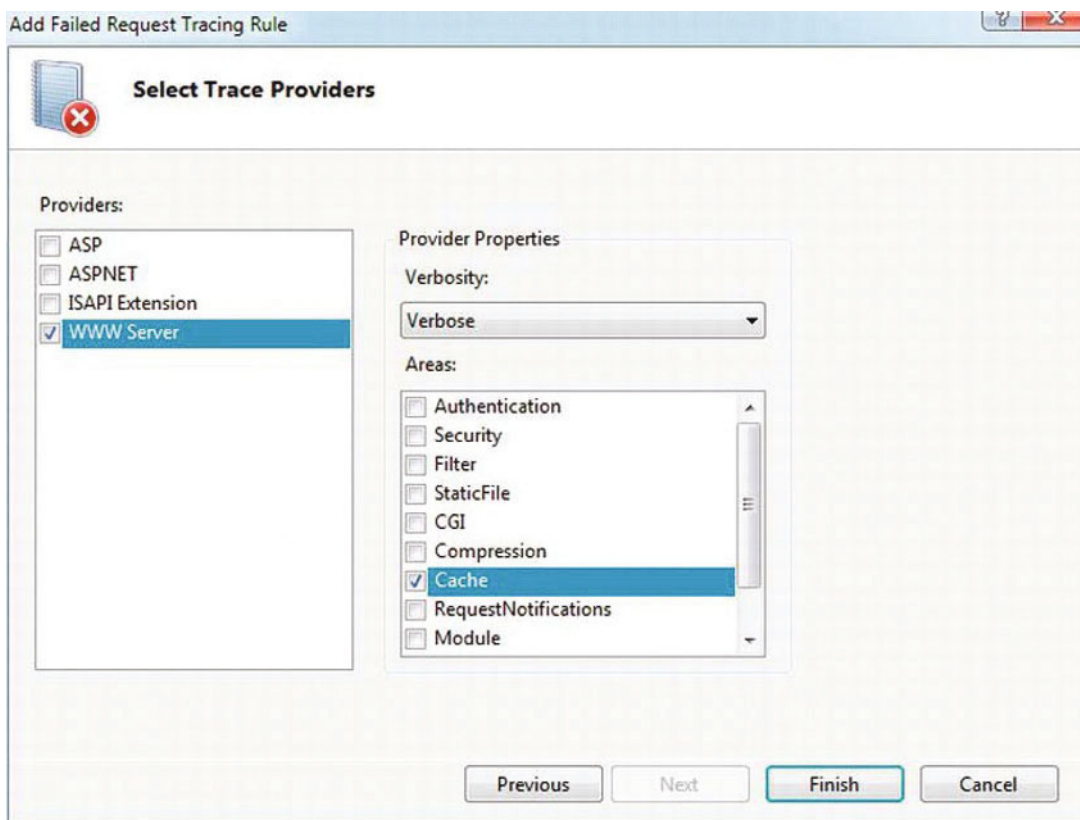 Add Failed Request Tracing Rule
Select Trace Providers
Providers:
ASP
ASPNET
ISAPI Extension
WWW Server
Provider Properties
Verbosity:
Verbose
Areas:
Authentication
Security
Filter
StaticFile
CGI
Compression
Cache
RequestNotifications
Module
Previous
Next
Finish
Cancel